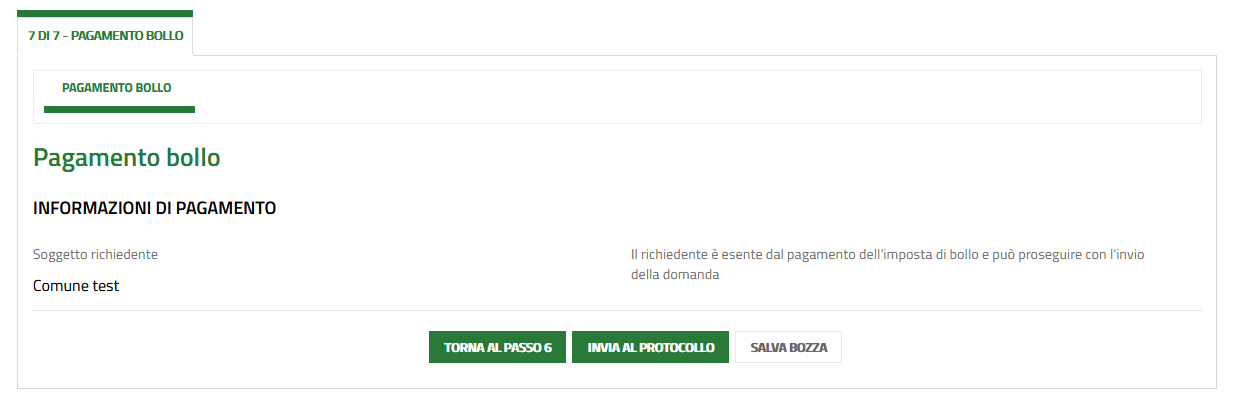 7 DI 7 - PAGAMENTO BOLLO
PAGAMENTO BOLLO
Pagamento bollo
INFORMAZIONI DI PAGAMENTO
Soggetto richiedente
Comune test
Il richiedente è esente dal pagamento dell'imposta di bollo e può proseguire con l'invio
della domanda
TORNA AL PASSO 6
INVIA AL PROTOCOLLO
SALVA BOZZA